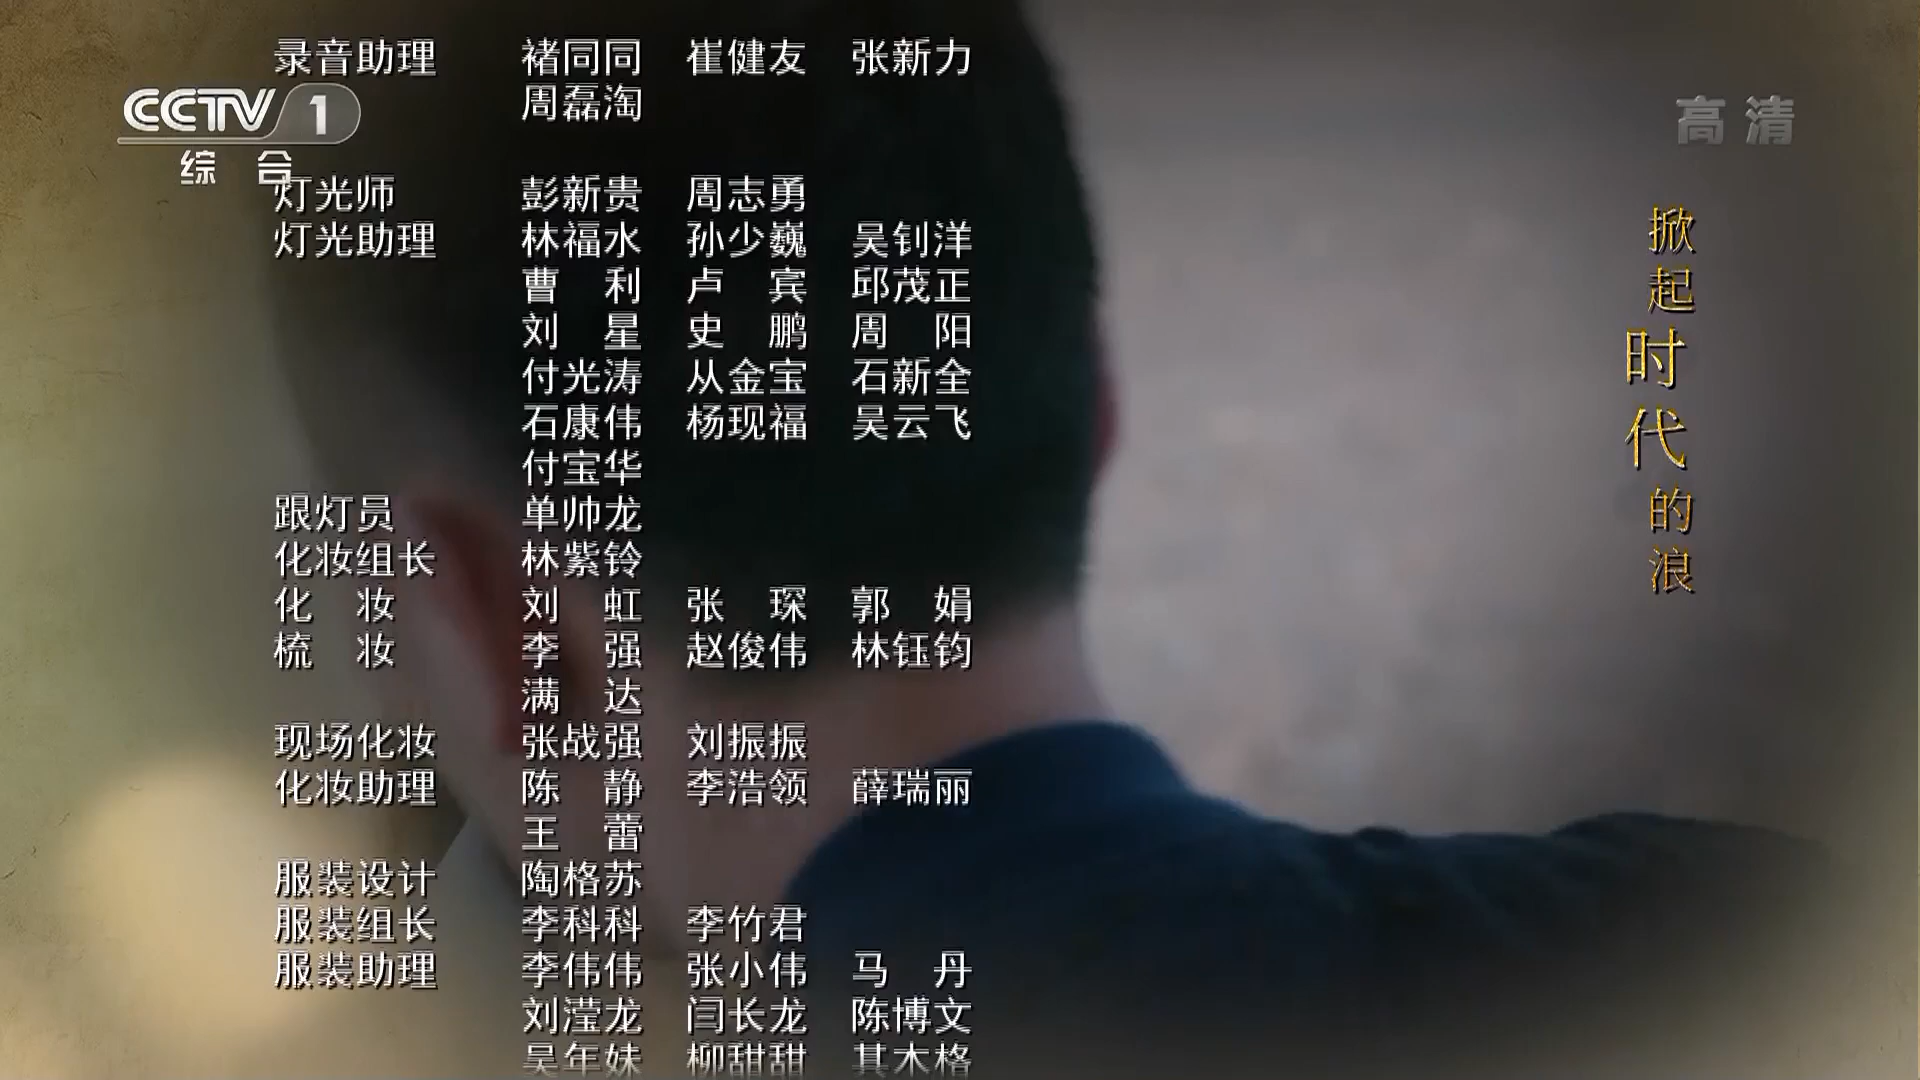 录音助理 褚同同 崔健友 张新力
周磊淘
CCTV 1
综 合
高清
灯光师 彭新贵 周志勇
灯光助理 林福水 孙少巍 吴钊洋
曹 利 卢 宾 邱茂正
刘 星 史 鹏 周 阳
付光涛 从金宝 石新全
石康伟 杨现福 吴云飞
付宝华
跟灯员 单帅龙
化妆组长 林紫铃
化 妆 刘 虹 张 琛 郭 娟
梳 妆 李 强 赵俊伟 林钰钧
满 达
现场化妆 张战强 刘振振
化妆助理 陈 静 李浩领 薛瑞丽
王 蕾
服装设计 陶格苏
服装组长 李科科 李竹君
服装助理 李伟伟 张小伟 马 丹
刘滢龙 闫长龙 陈博文
吴年妹 柳甜甜 其木格
掀起时代的浪